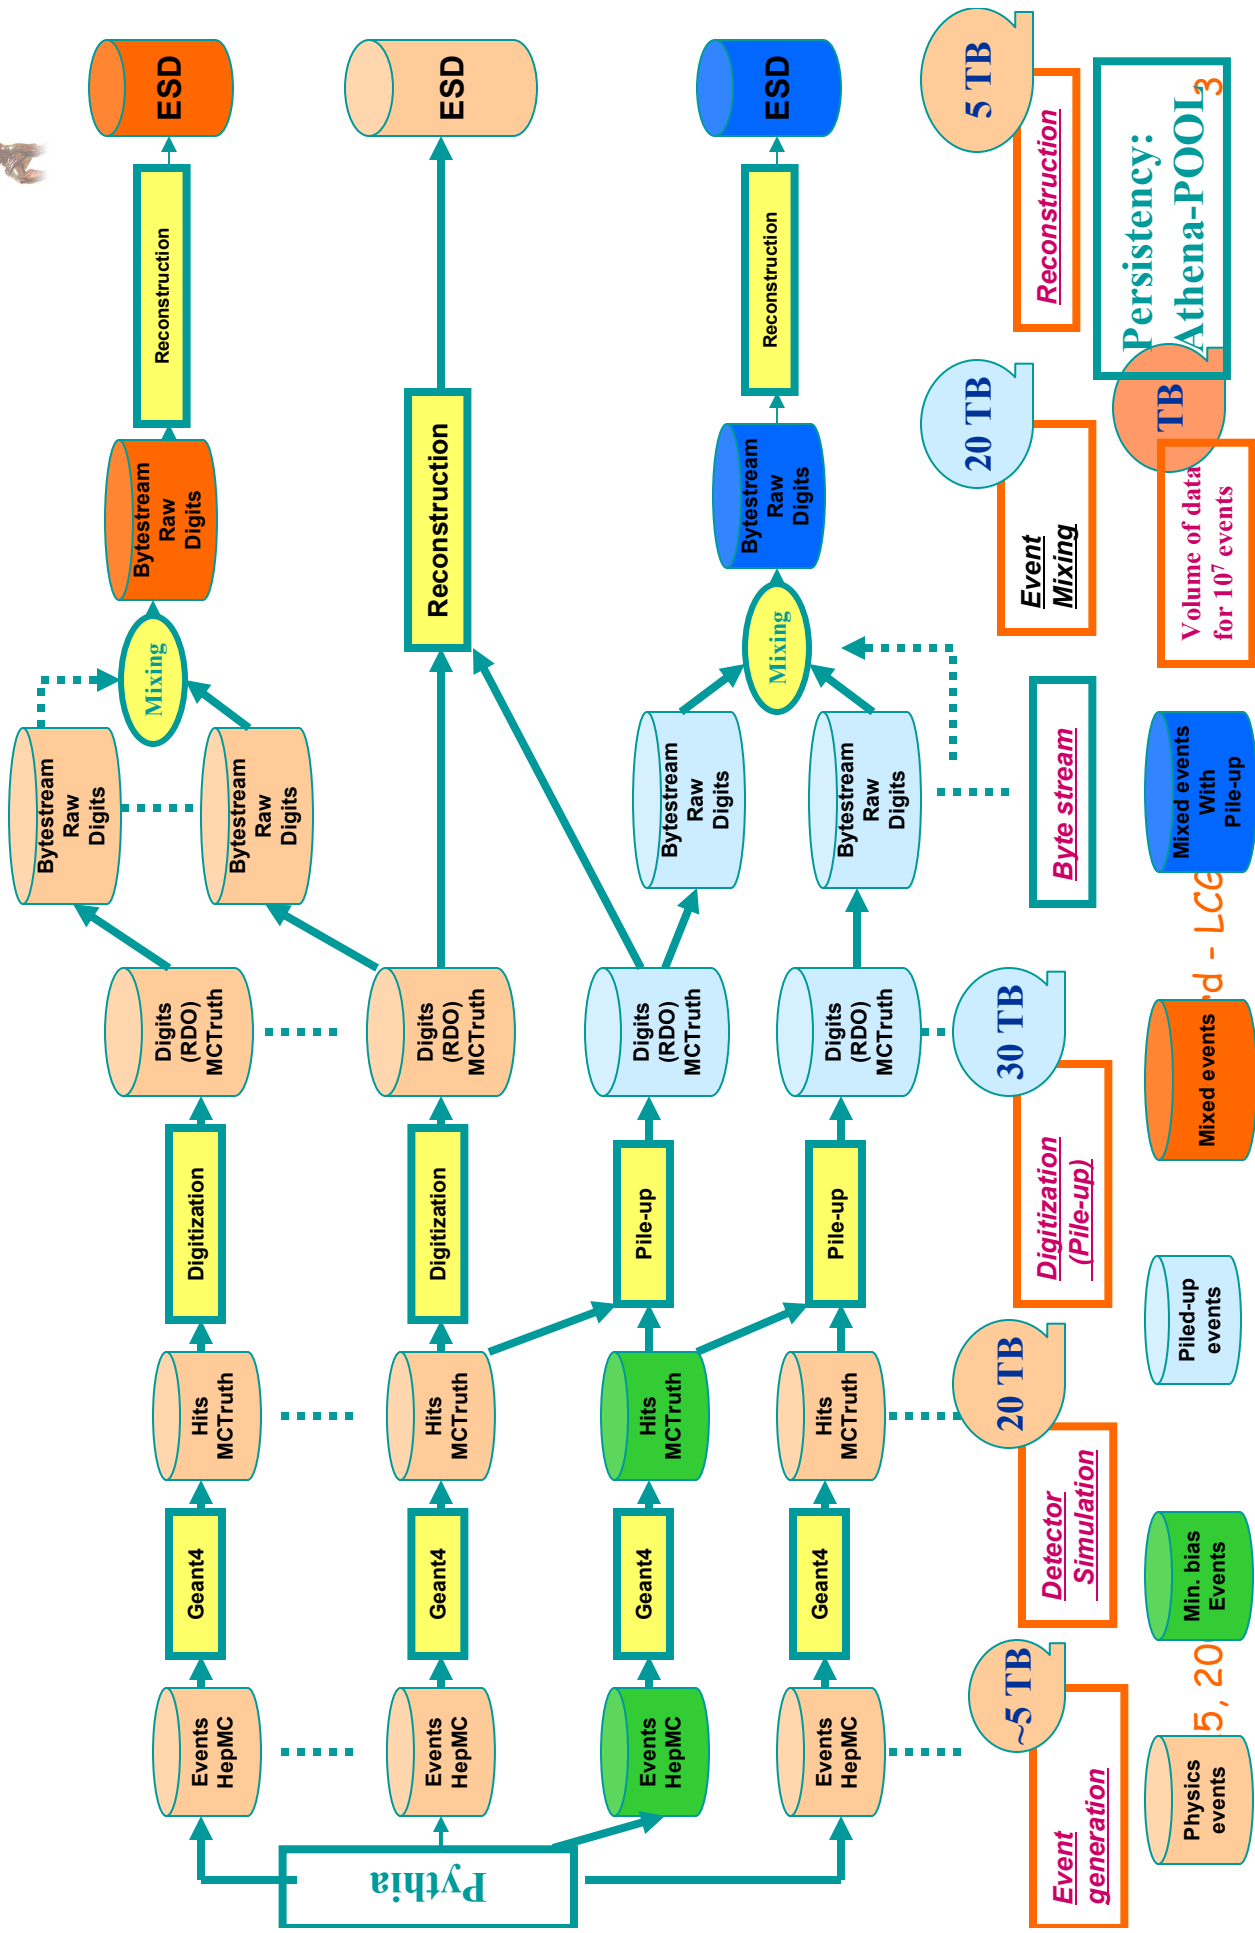 Pythia
Events
HepMC
Events
HepMC
Events
HepMC
Events
HepMC
Geant4
Geant4
Geant4
Geant4
Hits
MCTruth
Hits
MCTruth
Hits
MCTruth
Hits
MCTruth
Digitization
Digitization
Pile-up
Pile-up
Digits
(RDO)
MCTruth
Digits
(RDO)
MCTruth
Digits
(RDO)
MCTruth
Digits
(RDO)
MCTruth
Bytestream
Raw
Digits
Bytestream
Raw
Digits
Bytestream
Raw
Digits
Bytestream
Raw
Digits
Mixing
Mixing
Bytestream
Raw
Digits
Bytestream
Raw
Digits
Reconstruction
Reconstruction
Reconstruction
ESD
ESD
ESD
~5 TB
20 TB
30 TB
20 TB
5 TB
Event
generation
Detector
Simulation
Digitization
(Pile-up)
Byte stream
Event
Mixing
Reconstruction
Persistency:
Athena-POOL
TB
Volume of data
for 10⁷ events
Physics
events
Min. bias
Events
Piled-up
events
Mixed events
Mixed events
With
Pile-up
5, 20
rd - LCG
3